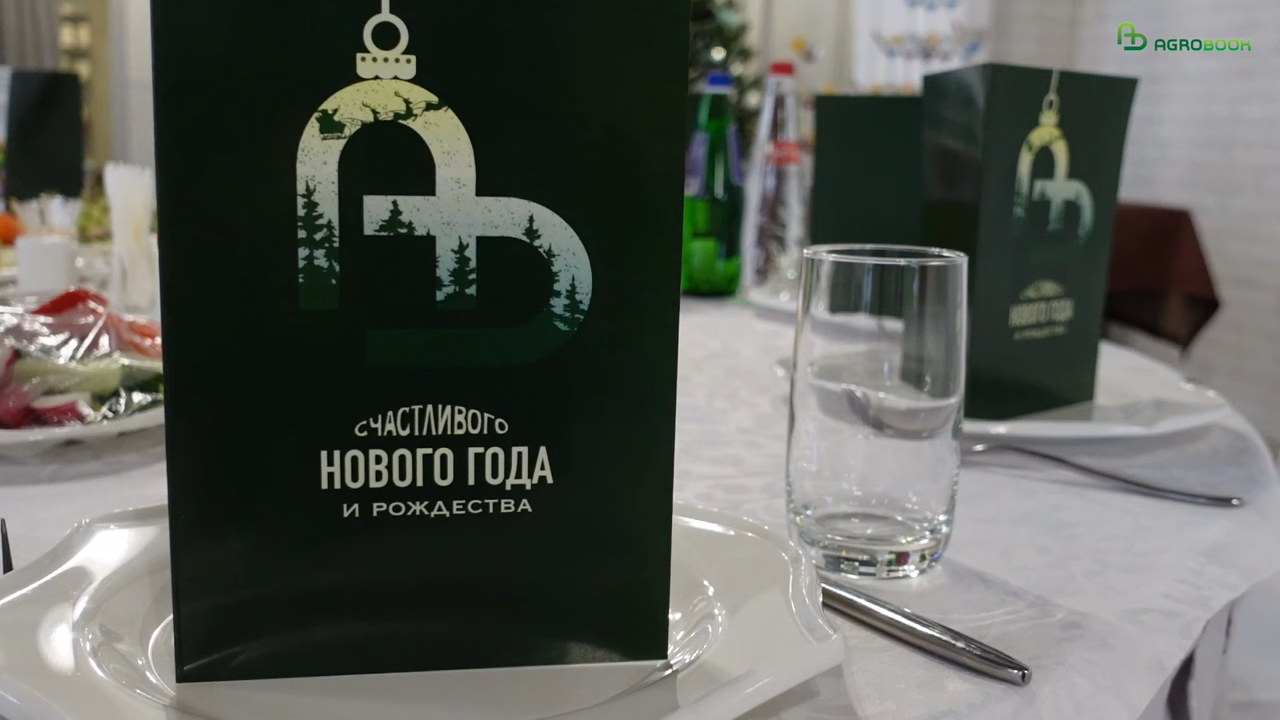 AGROBOOK
СЧАСТЛИВОГО
НОВОГО ГОДА
И РОЖДЕСТВА
НОВОГО ГОДА
И РОЖДЕСТВА